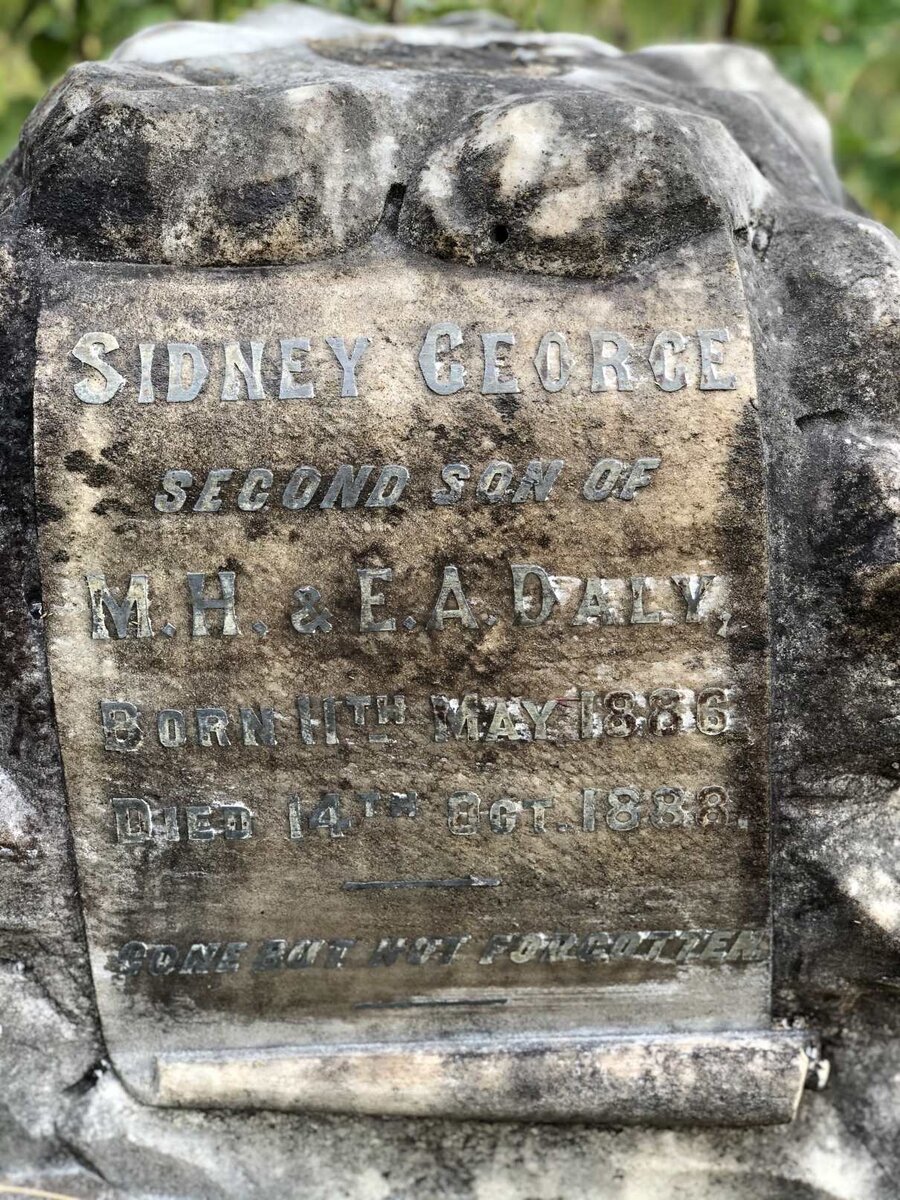 SIDNEY GEORGE
SECOND SON OF
M.H. & E.A. DALY,
BORN 11TH MAY 1886
DIED 14TH OCT. 1888.
GONE BUT NOT FORGOTTEN